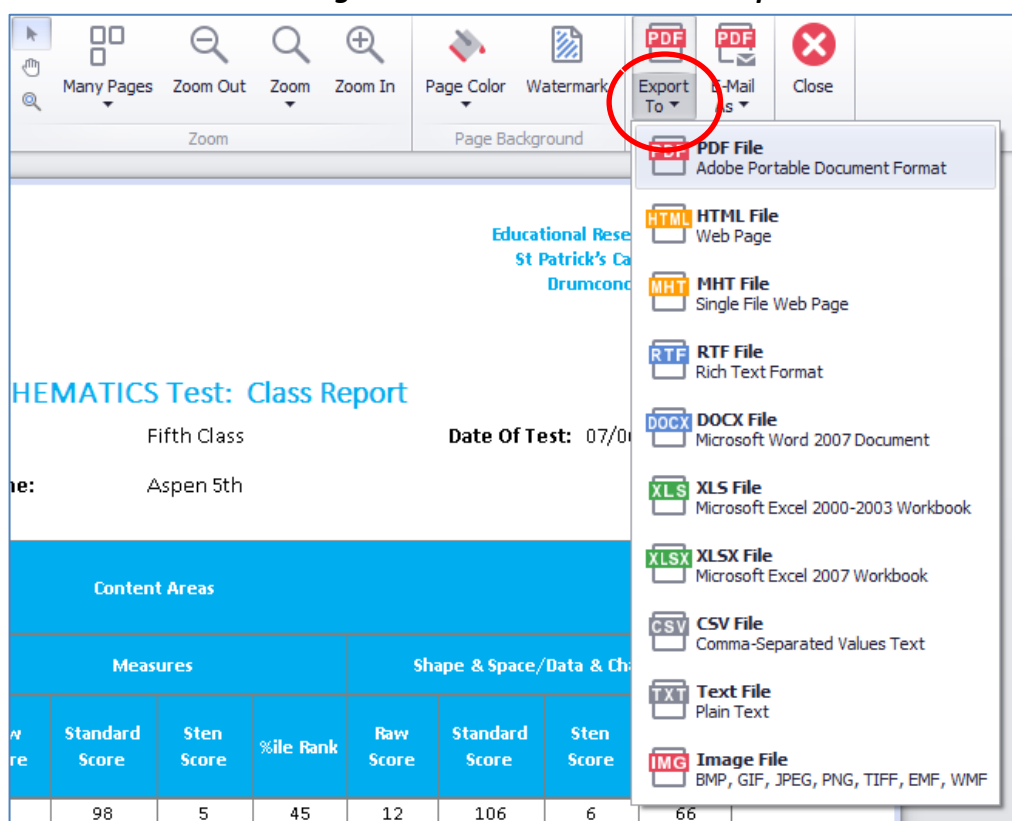 Many Pages
Zoom Out
Zoom
Zoom In
Page Color
Watermark
PDF
Export
To
PDF
E-Mail
As
Close
Zoom
Page Background
PDF File
Adobe Portable Document Format
HTML
HTML File
Web Page
MHT
MHT File
Single File Web Page
RTF
RTF File
Rich Text Format
DOCX
DOCX File
Microsoft Word 2007 Document
XLS
XLS File
Microsoft Excel 2000-2003 Workbook
XLSX
XLSX File
Microsoft Excel 2007 Workbook
CSV
CSV File
Comma-Separated Values Text
TXT
Text File
Plain Text
IMG
Image File
BMP, GIF, JPEG, PNG, TIFF, EMF, WMF
Educational Rese
St Patrick's Ca
Drumcond
HEMATICS Test: Class Report
Fifth Class
Date Of Test: 07/0
ne:
Aspen 5th
Content Areas
Measures
Shape & Space/Data & Cha
Standard Score
Sten Score
%ile Rank
Raw Score
Standard Score
Sten Score
98 5 45 12 106 6 66